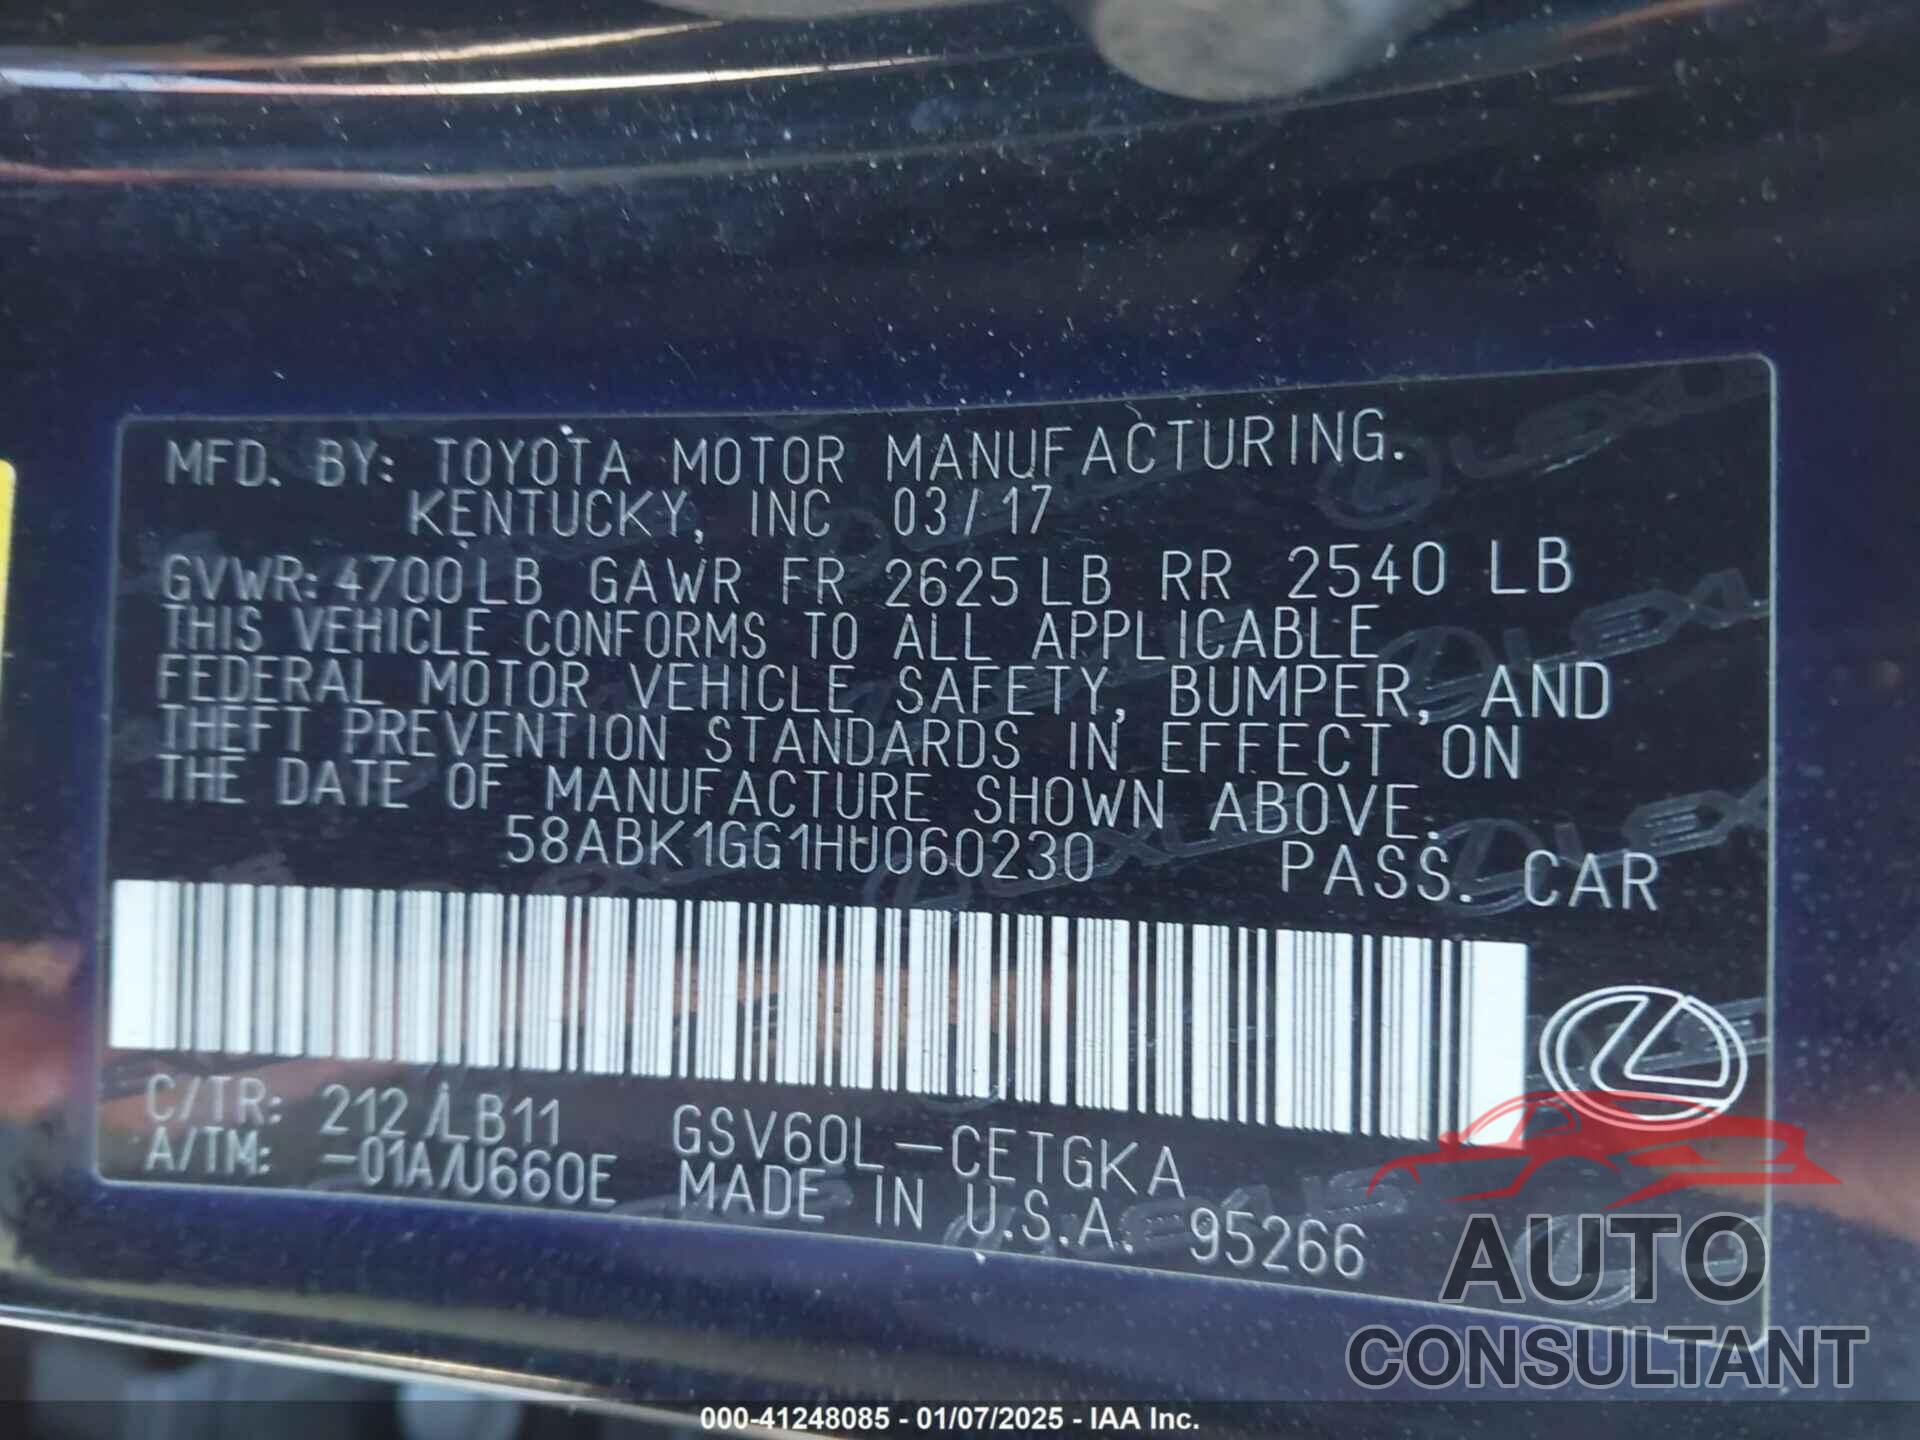 MFD. BY: TOYOTA MOTOR MANUFACTURING.
KENTUCKY, INC 03/17
GVWR: 4700LB GAWR FR 2625LB RR 2540 LB
THIS VEHICLE CONFORMS TO ALL APPLICABLE
FEDERAL MOTOR VEHICLE SAFETY, BUMPER, AND
THEFT PREVENTION STANDARDS IN EFFECT ON
THE DATE OF MANUFACTURE SHOWN ABOVE.
58ABK1GG1HU060230 PASS. CAR
C/TR: 212/LB11 GSV60L-CETGKA
A/TM: -01A/U660E MADE IN U.S.A. 95266
AUTO
CONSULTANT
000-41248085 - 01/07/2025 - IAA Inc.